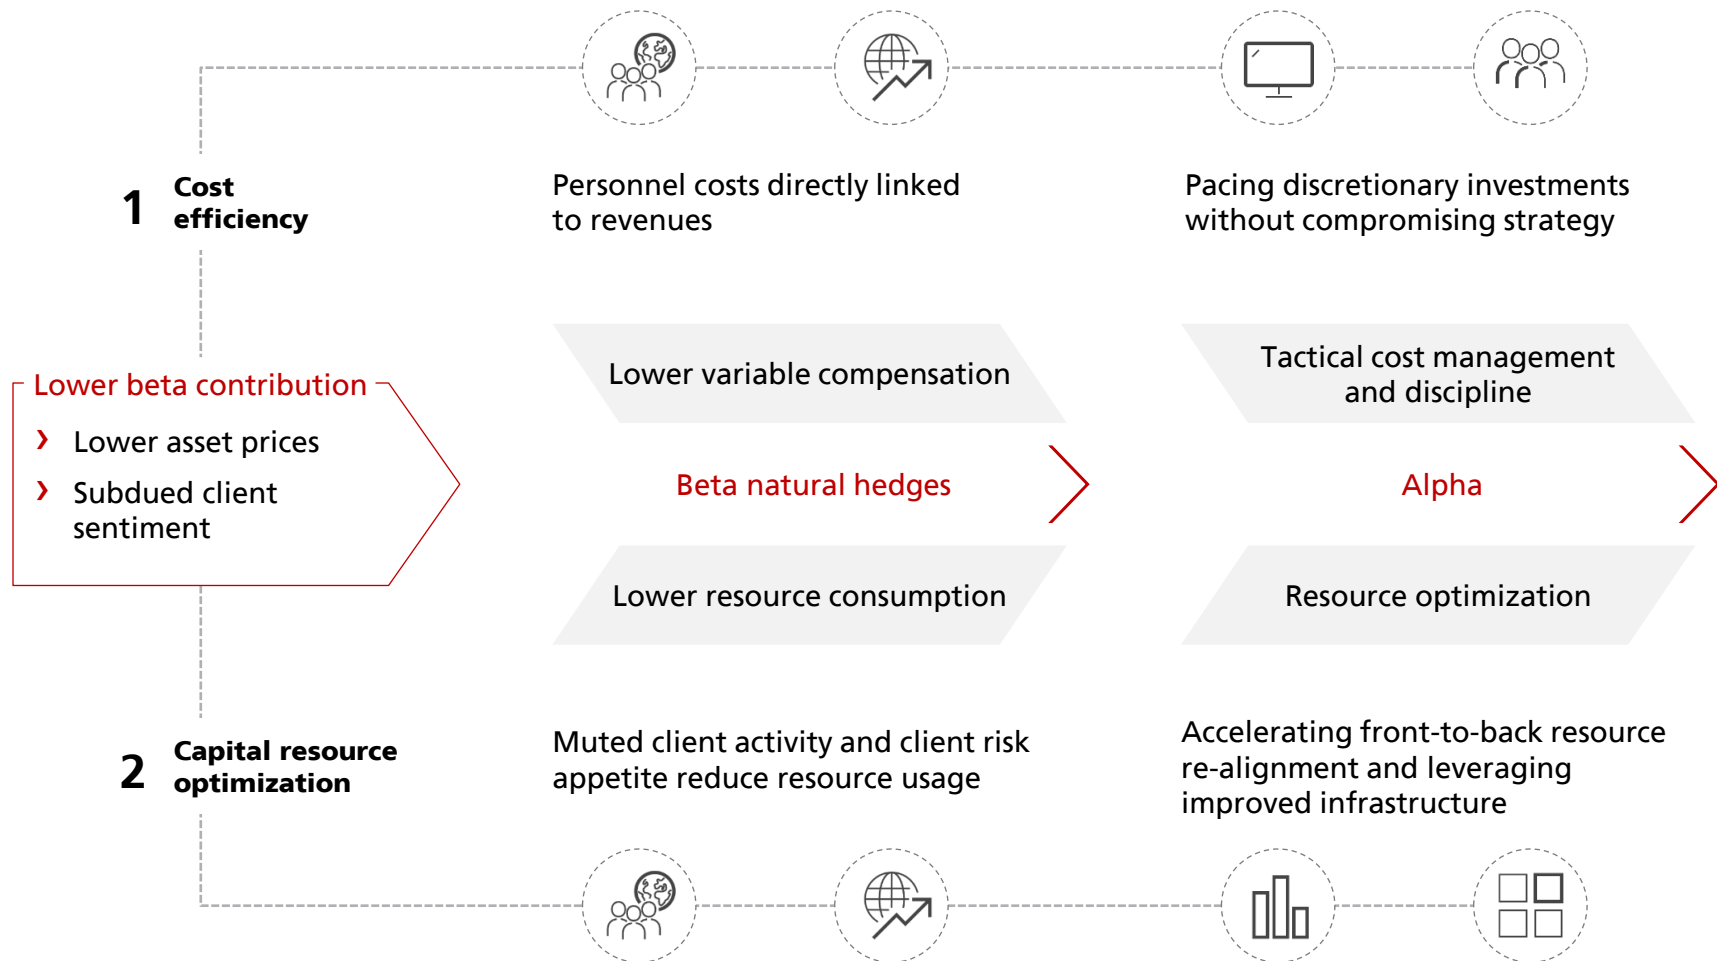 1
Cost
efficiency
Personnel costs directly linked
to revenues
Pacing discretionary investments
without compromising strategy
Lower variable compensation
Tactical cost management
and discipline
Lower beta contribution
❯ Lower asset prices
❯ Subdued client
sentiment
Beta natural hedges
Alpha
Lower resource consumption
Resource optimization
2
Capital resource
optimization
Muted client activity and client risk
appetite reduce resource usage
Accelerating front-to-back resource
re-alignment and leveraging
improved infrastructure